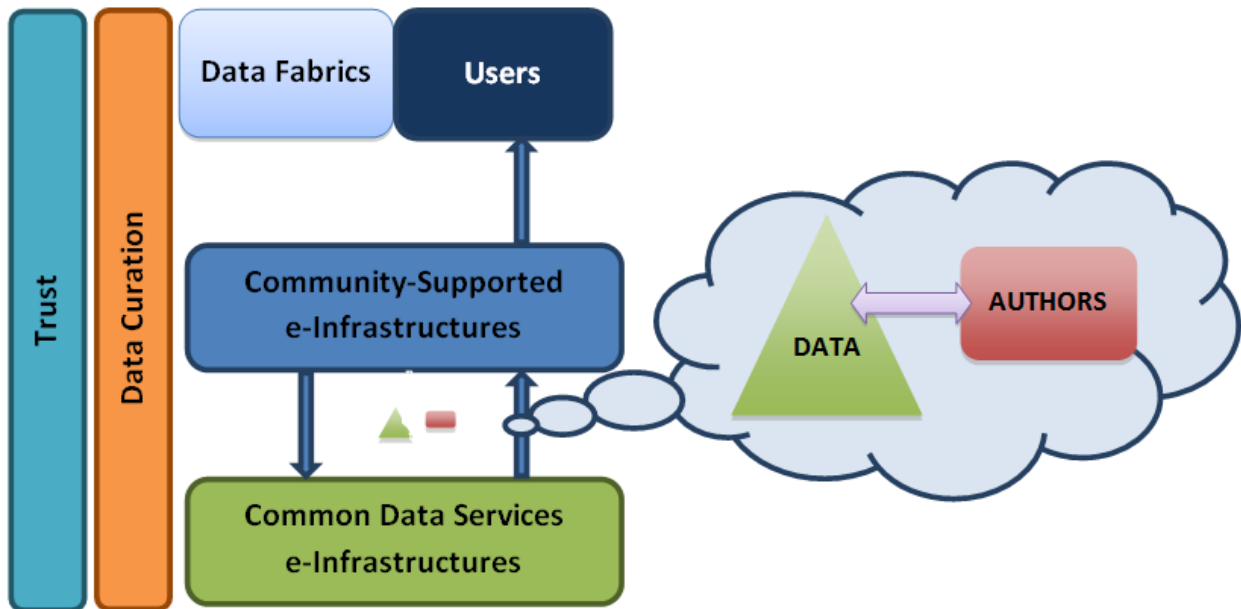 Trust
Data Curation
Data Fabrics
Users
Community-Supported
e-Infrastructures
Common Data Services
e-Infrastructures
DATA
AUTHORS